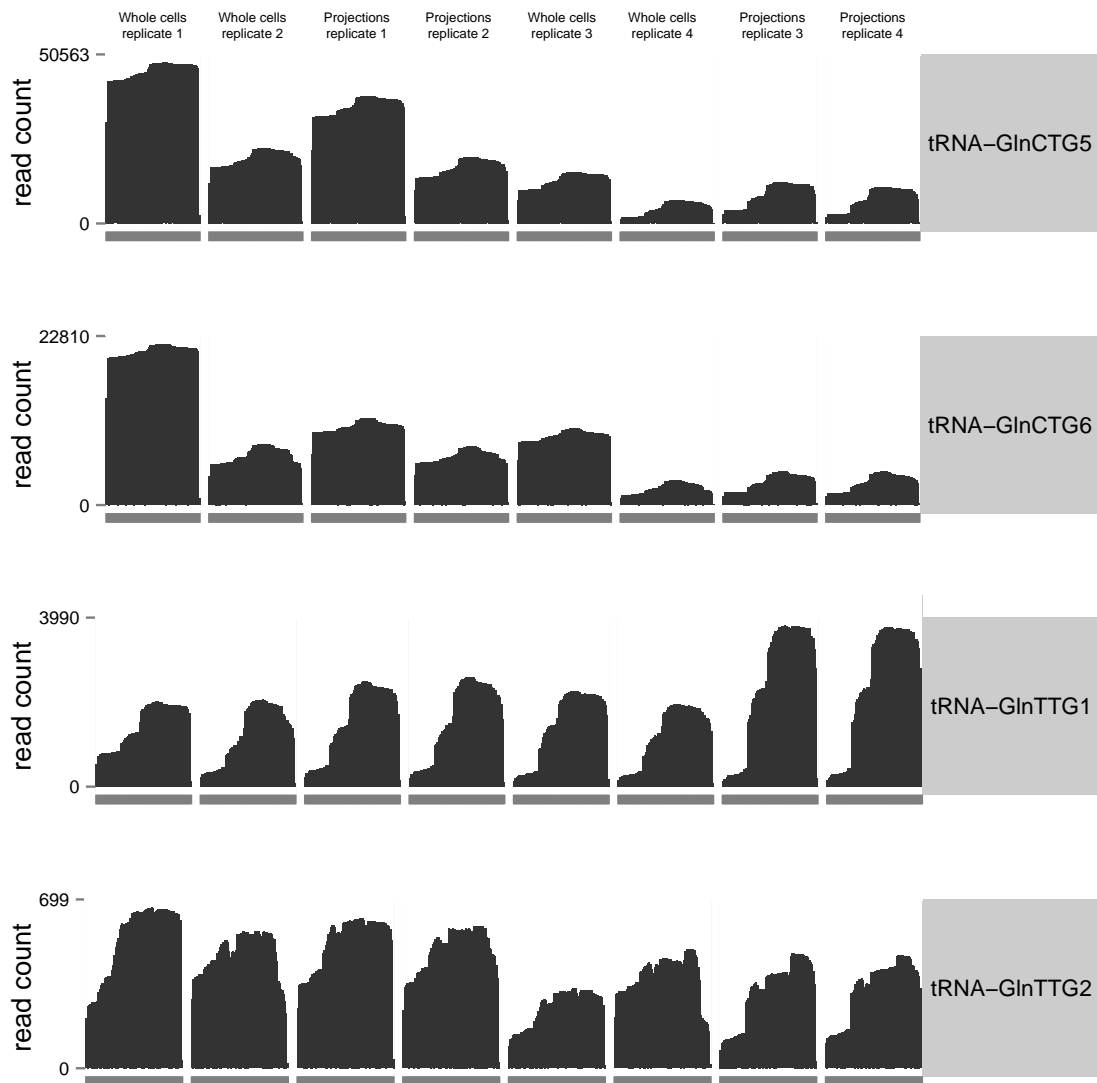 Whole cells
replicate 1
Whole cells
replicate 2
Projections
replicate 1
Projections
replicate 2
Whole cells
replicate 3
Whole cells
replicate 4
Projections
replicate 3
Projections
replicate 4
50563
read count
0
tRNA−GlnCTG5
22810
read count
0
tRNA−GlnCTG6
3990
read count
0
tRNA−GlnTTG1
699
read count
0
tRNA−GlnTTG2